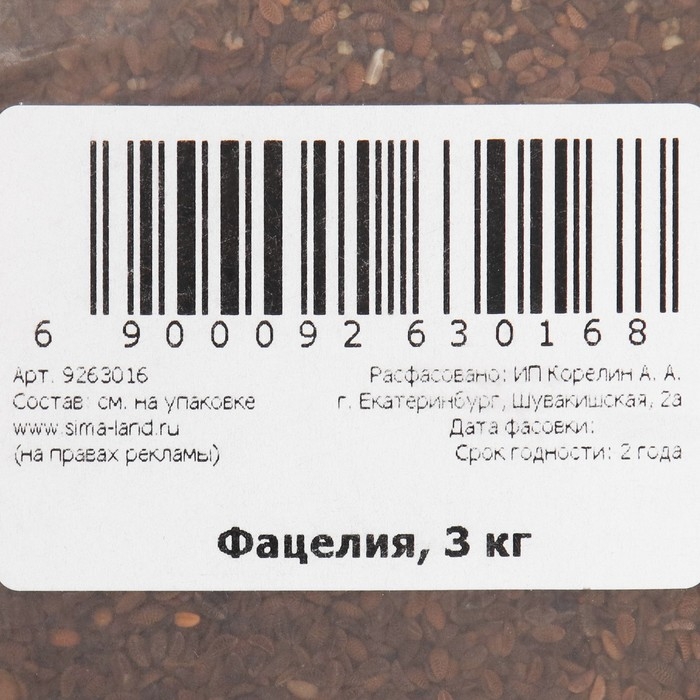 6 900092 630168
Арт. 9263016
Состав: см. на упаковке
www.sima-land.ru
(на правах рекламы)
Расфасовано: ИП Корелин А. А.
г. Екатеринбург, Шувакишская, 2а
Дата фасовки:
Срок годности: 2 года
Фацелия, 3 кг